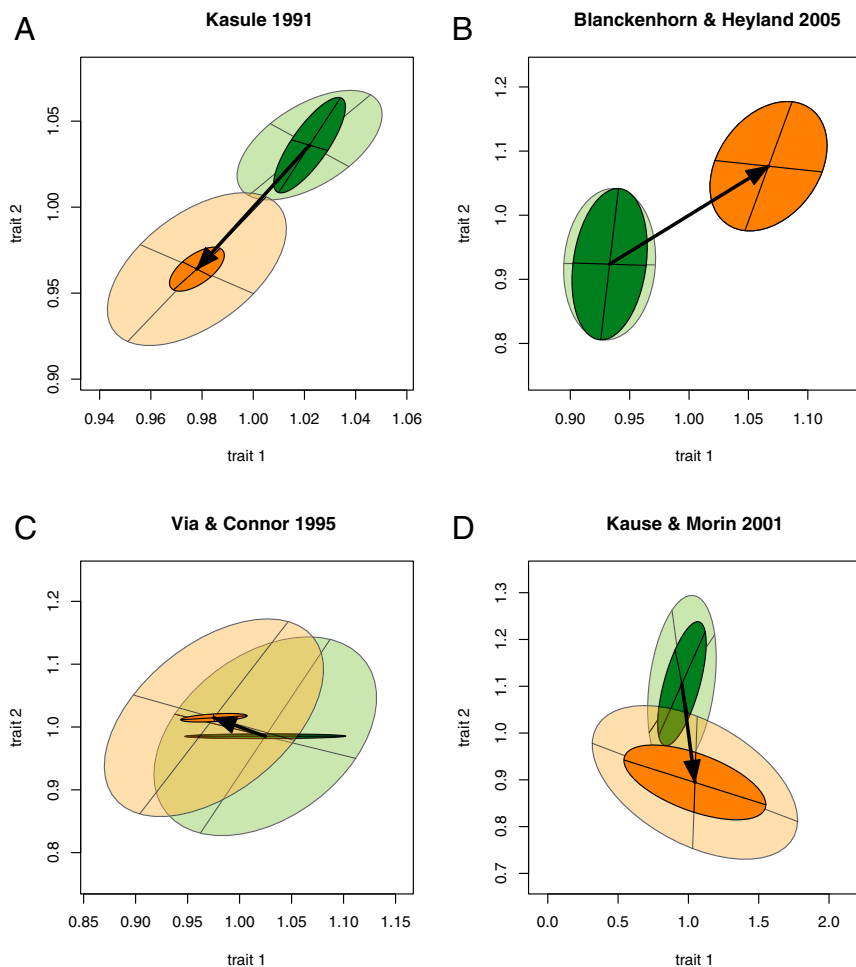 A
Kasule 1991
trait 2
0.90
0.95
1.00
1.05
0.94 0.96 0.98 1.00 1.02 1.04 1.06
trait 1
B
Blanckenhorn & Heyland 2005
trait 2
0.8
0.9
1.0
1.1
1.2
0.90 0.95 1.00 1.05 1.10
trait 1
C
Via & Connor 1995
trait 2
0.8
0.9
1.0
1.1
1.2
0.85 0.90 0.95 1.00 1.05 1.10 1.15
trait 1
D
Kause & Morin 2001
trait 2
0.7
0.8
0.9
1.0
1.1
1.2
1.3
0.0 0.5 1.0 1.5 2.0
trait 1